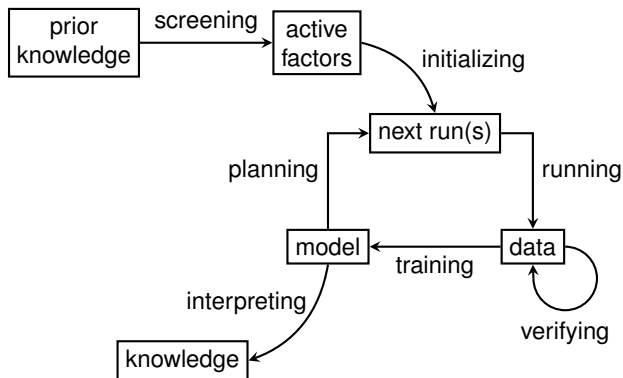 prior
knowledge
screening
active
factors
initializing
next run(s)
planning
running
model
training
data
interpreting
verifying
knowledge